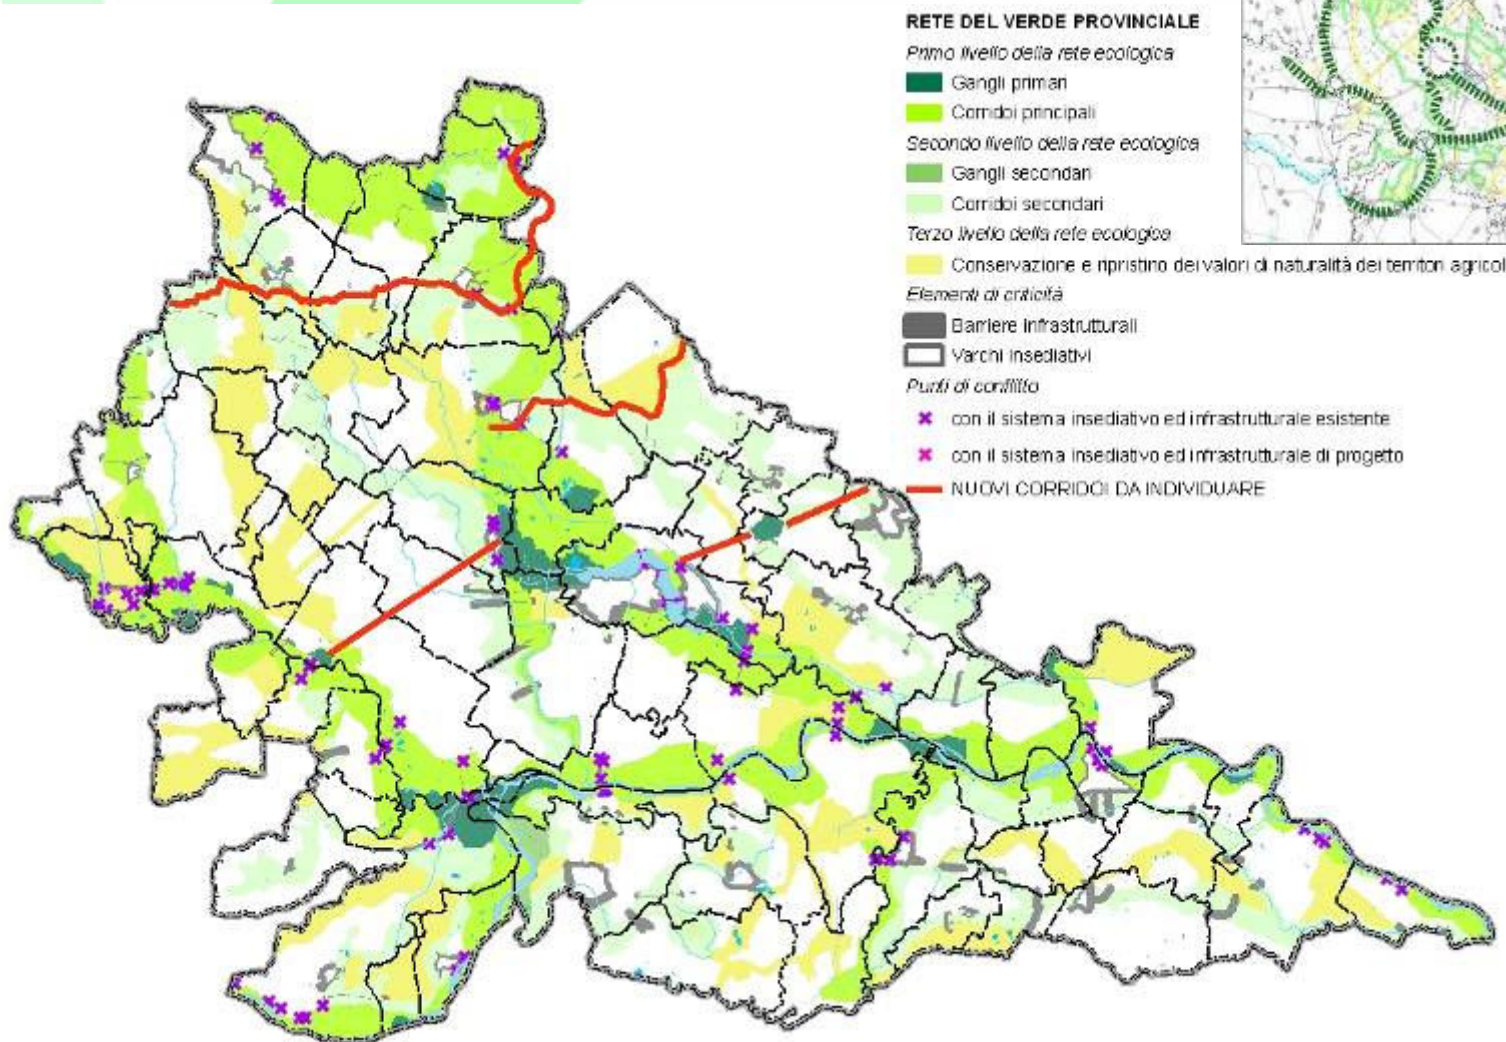 RETE DEL VERDE PROVINCIALE
Primo livello della rete ecologica
Gangli primari
Corridoi principali
Secondo livello della rete ecologica
Gangli secondari
Corridoi secondari
Terzo livello della rete ecologica
Conservazione e ripristino dei valori di naturalità dei territori agricol
Elementi di criticità
Barriere infrastrutturali
Varchi insediativi
Punti di conflitto
con il sistema insediativo ed infrastrutturale esistente
con il sistema insediativo ed infrastrutturale di progetto
NUOVI CORRIDOI DA INDIVIDUARE